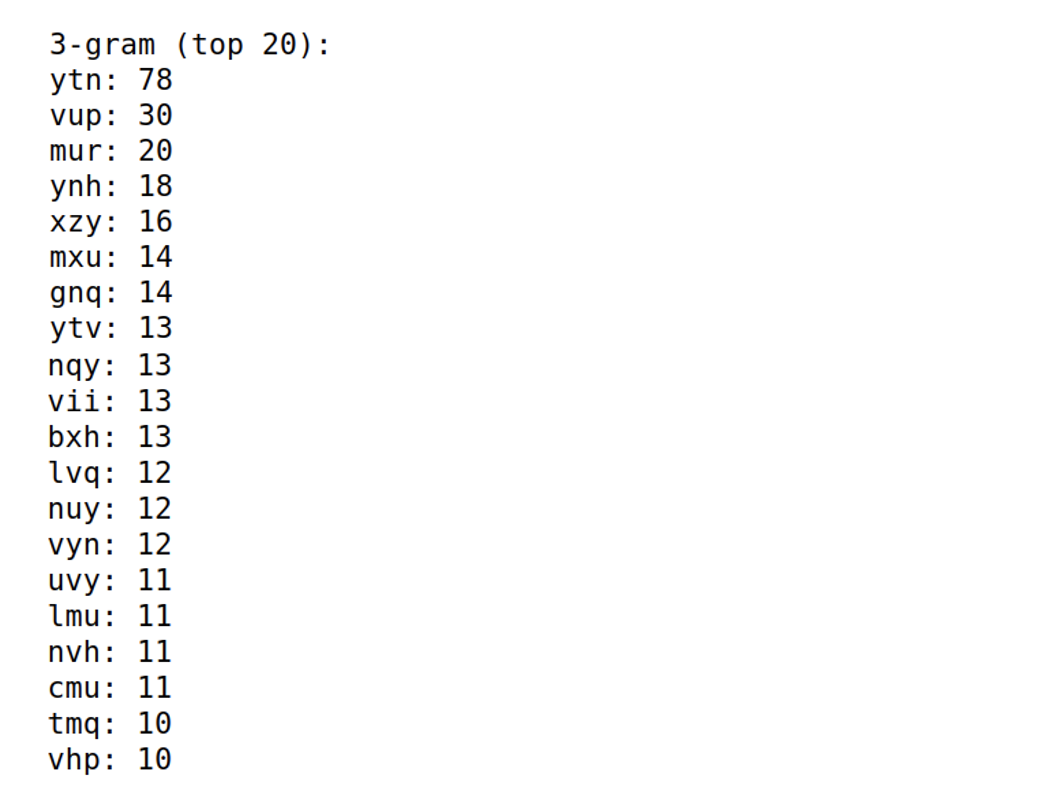 3-gram (top 20):
ytn: 78
vup: 30
mur: 20
ynh: 18
xzy: 16
mxu: 14
gnq: 14
ytv: 13
nqy: 13
vii: 13
bxh: 13
lvq: 12
nuy: 12
vyn: 12
uvy: 11
lmu: 11
nvh: 11
cmu: 11
tmq: 10
vhp: 10